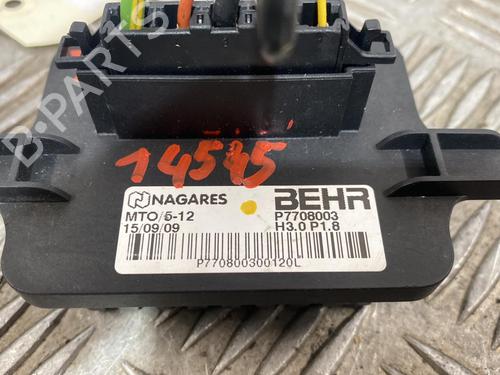 B-PARTS
14545
NAGARES BEHR
MTO/5-12 P7708003
15/09/09 H3.0 P1.8
P770800300120L